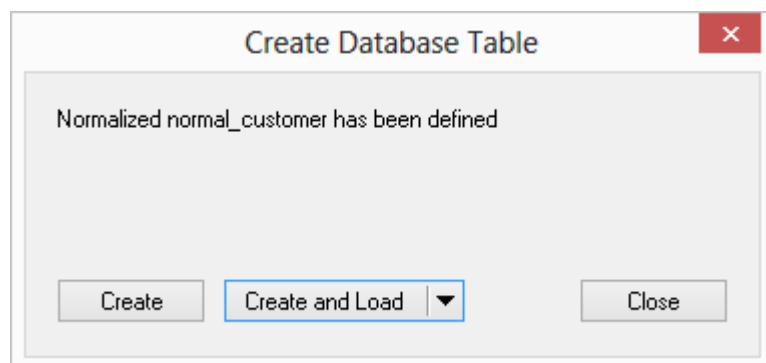 Create Database Table
Normalized normal_customer has been defined
Create
Create and Load
Close